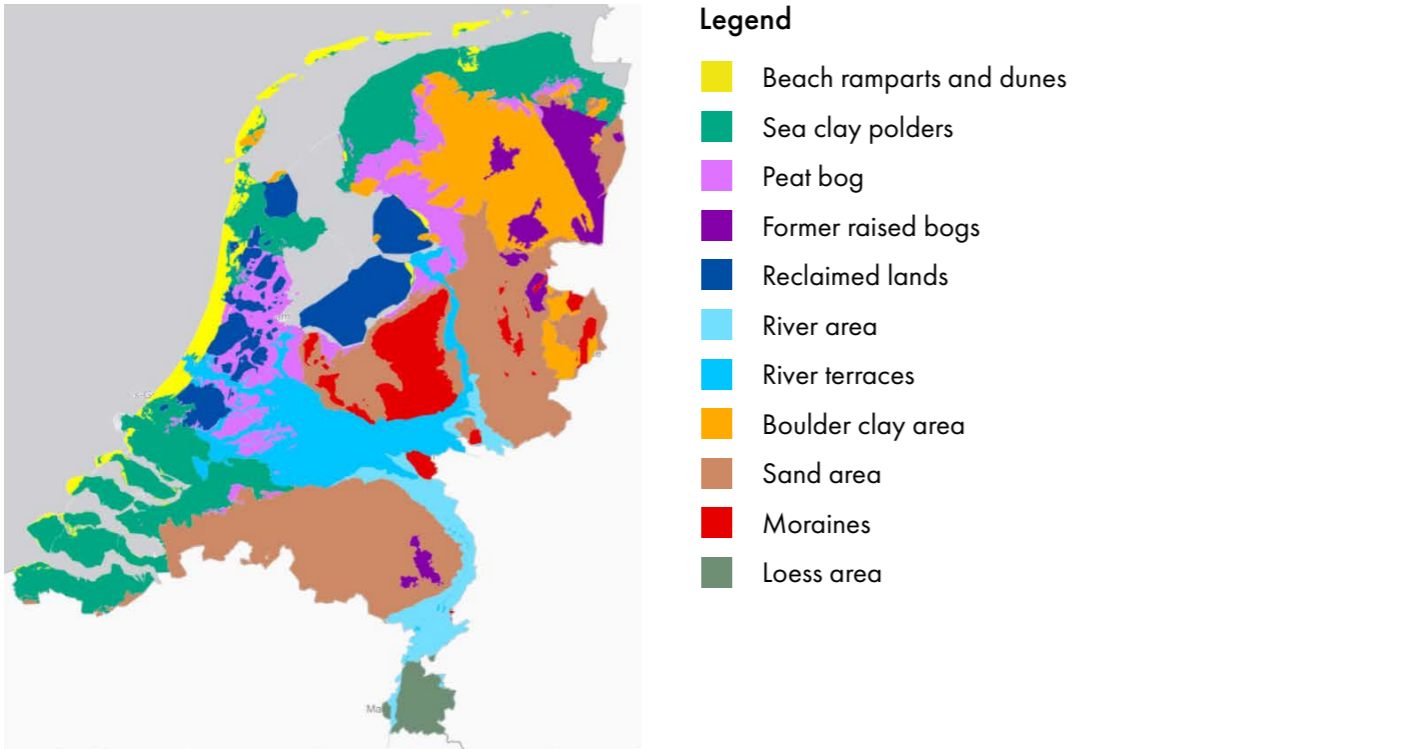 Legend
Beach ramparts and dunes
Sea clay polders
Peat bog
Former raised bogs
Reclaimed lands
River area
River terraces
Boulder clay area
Sand area
Moraines
Loess area
Ma